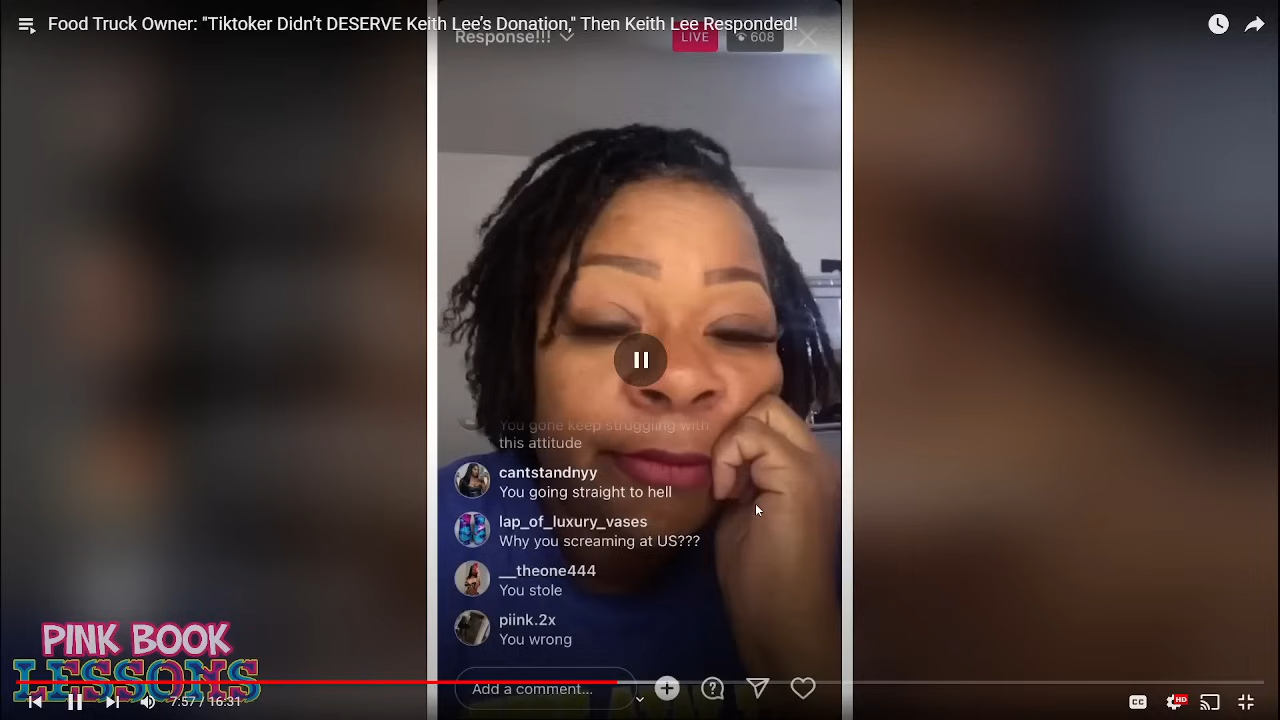 Food Truck Owner: "Tiktoker Didn’t DESERVE Keith Lee’s Donation," Then Keith Lee Responded!
Response!!!
LIVE
608
You gone keep struggling with
this attitude
cantstandnyy
You going straight to hell
lap_of_luxury_vases
Why you screaming at US???
__theone444
You stole
piink.2x
You wrong
Add a comment...
PINK BOOK
LESSONS
7:57 / 16:31
CC
HD